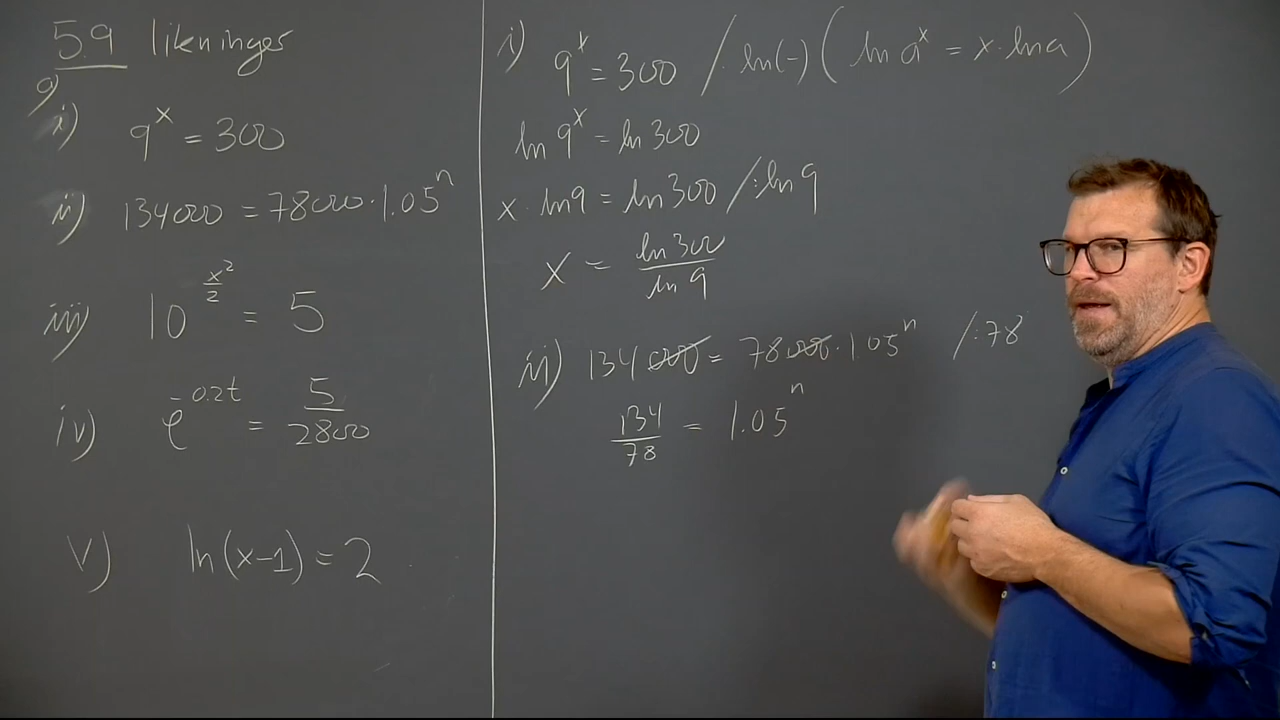 5.9 likninger
g)
i) 9^x = 300
ii) 134000 = 78000 · 1.05^n
iii) 10^(x²/2) = 5
iv) e^(-0.2t) = 5/2800
v) ln(x-1) = 2
i) 9^x = 300 /ln(-) (ln a^x = x · ln a)
ln 9^x = ln 300
x · ln 9 = ln 300 /:ln 9
x = ln 300 / ln 9
ii) 134000 = 78000 · 1.05^n /:78
134/78 = 1.05^n